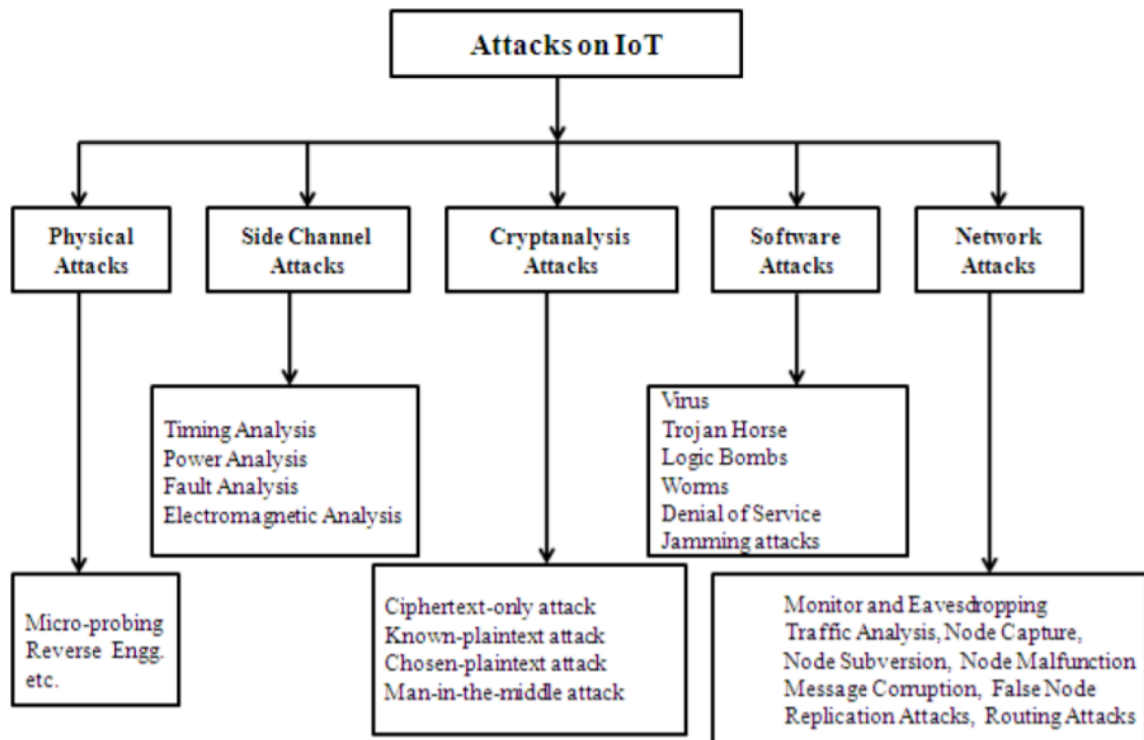 Attacks on IoT
Physical
Attacks
Side Channel
Attacks
Cryptanalysis
Attacks
Software
Attacks
Network
Attacks
Timing Analysis
Power Analysis
Fault Analysis
Electromagnetic Analysis
Virus
Trojan Horse
Logic Bombs
Worms
Denial of Service
Jamming attacks
Micro-probing
Reverse Engg.
etc.
Ciphertext-only attack
Known-plaintext attack
Chosen-plaintext attack
Man-in-the-middle attack
Monitor and Eavesdropping
Traffic Analysis, Node Capture,
Node Subversion, Node Malfunction
Message Corruption, False Node
Replication Attacks, Routing Attacks